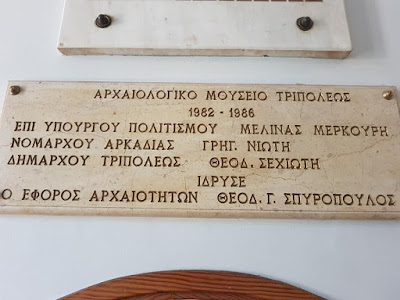 ΑΡΧΑΙΟΛΟΓΙΚΟ ΜΟΥΣΕΙΟ ΤΡΙΠΟΛΕΩΣ
1982 - 1986
ΕΠΙ ΥΠΟΥΡΓΟΥ ΠΟΛΙΤΙΣΜΟΥ ΜΕΛΙΝΑΣ ΜΕΡΚΟΥΡΗ
ΝΟΜΑΡΧΟΥ ΑΡΚΑΔΙΑΣ ΓΡΗΓ. ΝΙΩΤΗ
ΔΗΜΑΡΧΟΥ ΤΡΙΠΟΛΕΩΣ ΘΕΟΔ. ΣΕΧΙΩΤΗ
ΙΔΡΥΣΕ
Ο ΕΦΟΡΟΣ ΑΡΧΑΙΟΤΗΤΩΝ ΘΕΟΔ. Γ. ΣΠΥΡΟΠΟΥΛΟΣ